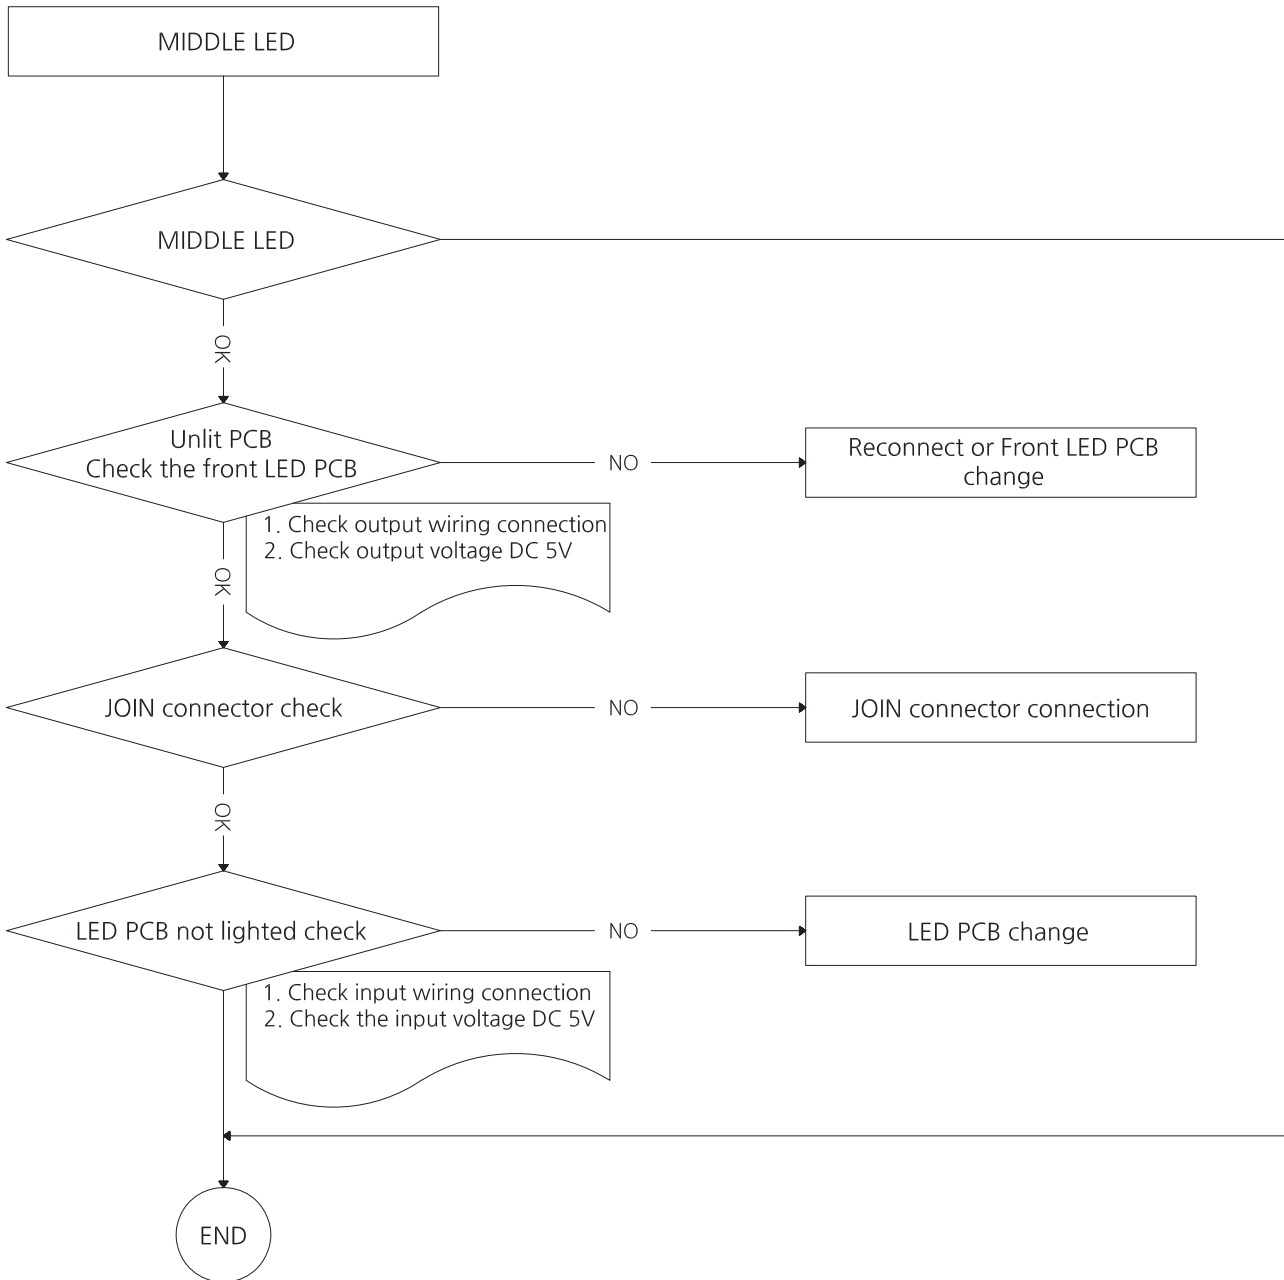 MIDDLE LED
MIDDLE LED
OK
Unlit PCB
Check the front LED PCB
NO
Reconnect or Front LED PCB
change
1. Check output wiring connection
2. Check output voltage DC 5V
OK
JOIN connector check
NO
JOIN connector connection
OK
LED PCB not lighted check
NO
LED PCB change
1. Check input wiring connection
2. Check the input voltage DC 5V
END